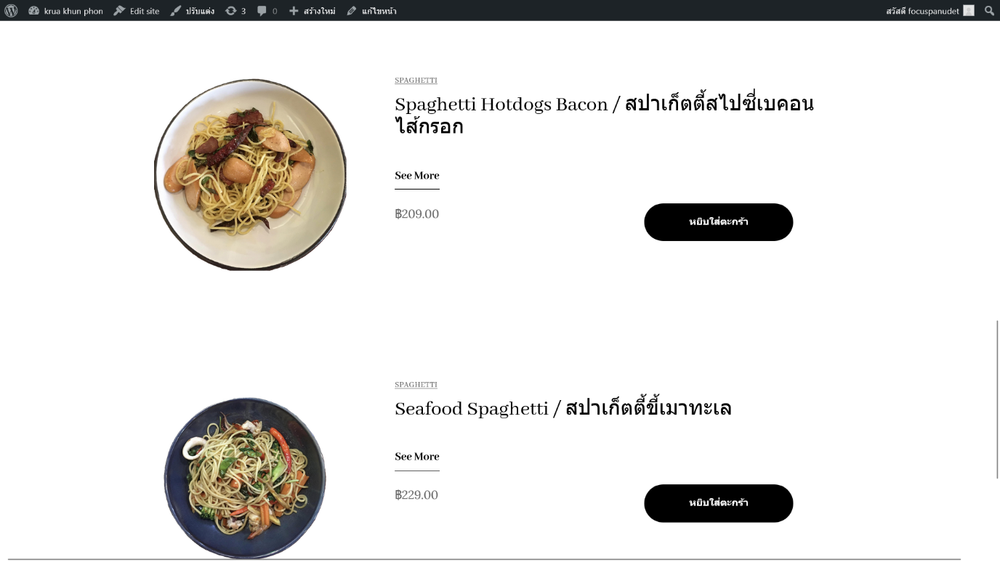 krua khun phon Edit site ปรับแต่ง 3 0 สร้างใหม่ แก้ไขหน้า สวัสดี focuspanudet
SPAGHETTI
Spaghetti Hotdogs Bacon / สปาเก็ตตี้สไปซี่เบคอน
ไส้กรอก
See More
฿209.00
หยิบใส่ตะกร้า
SPAGHETTI
Seafood Spaghetti / สปาเก็ตตี้ขี้เมาทะเล
See More
฿229.00
หยิบใส่ตะกร้า